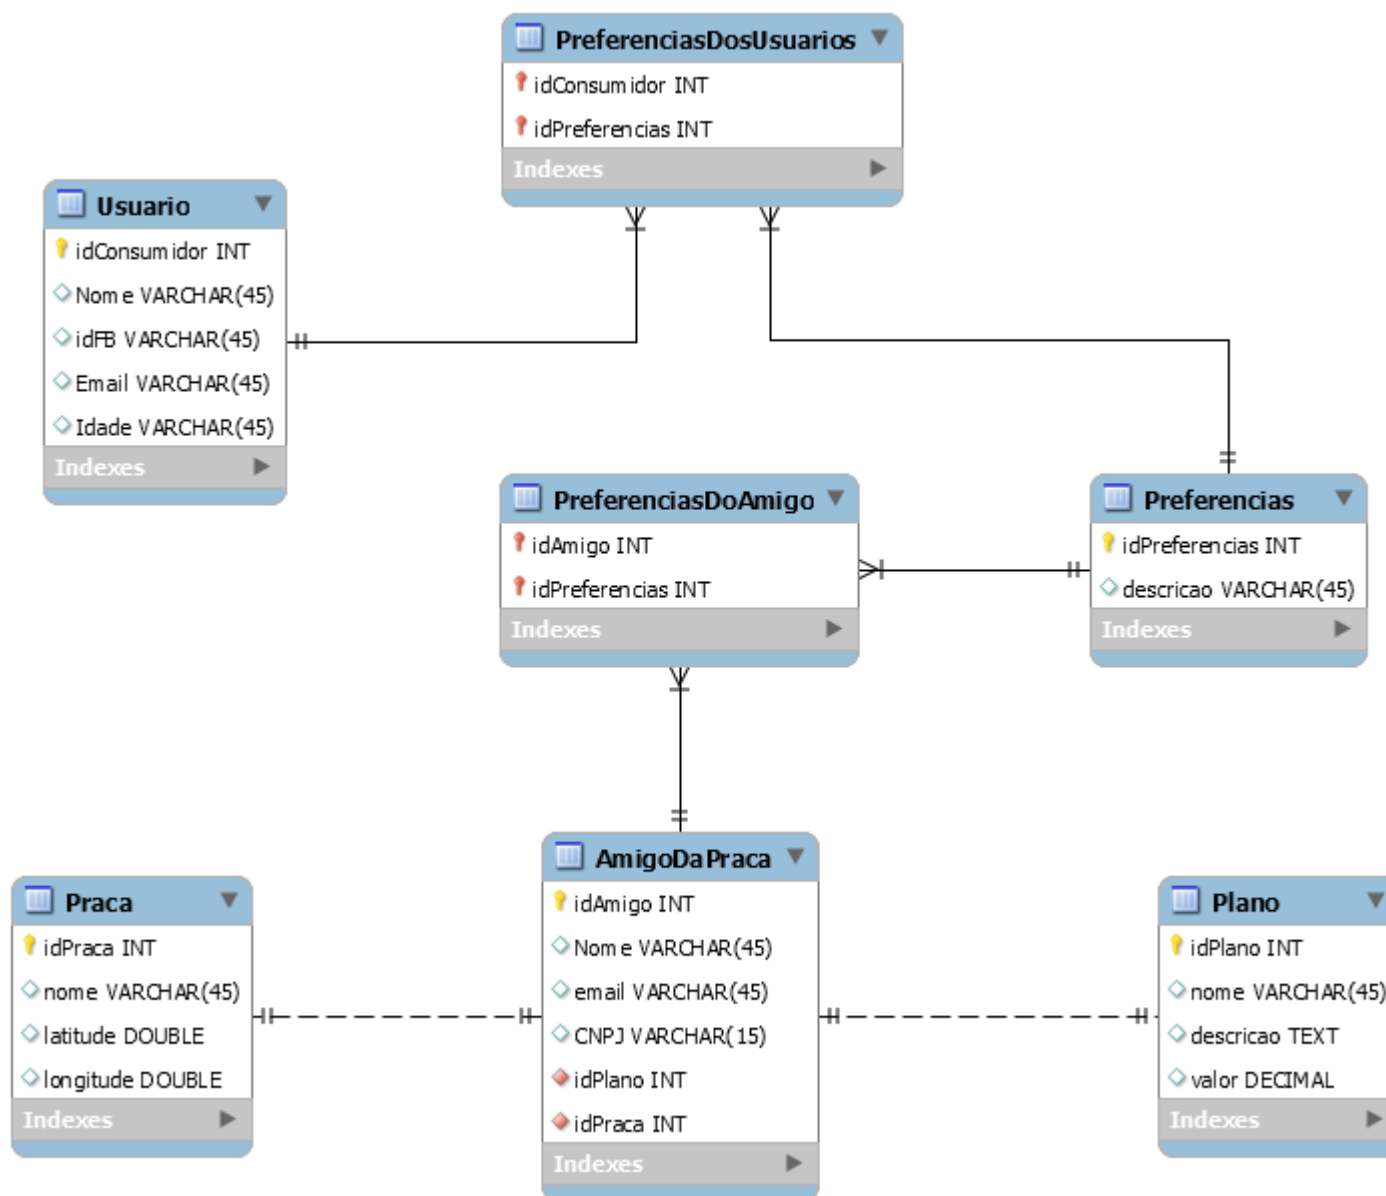 PreferenciasDosUsuarios
idConsumidor INT
idPreferencias INT
Indexes
Usuario
idConsumidor INT
Nome VARCHAR(45)
idFB VARCHAR(45)
Email VARCHAR(45)
Idade VARCHAR(45)
Indexes
PreferenciasDoAmigo
idAmigo INT
idPreferencias INT
Indexes
Preferencias
idPreferencias INT
descricao VARCHAR(45)
Indexes
Praca
idPraca INT
nome VARCHAR(45)
latitude DOUBLE
longitude DOUBLE
Indexes
AmigoDaPraca
idAmigo INT
Nome VARCHAR(45)
email VARCHAR(45)
CNPJ VARCHAR(15)
idPlano INT
idPraca INT
Indexes
Plano
idPlano INT
nome VARCHAR(45)
descricao TEXT
valor DECIMAL
Indexes